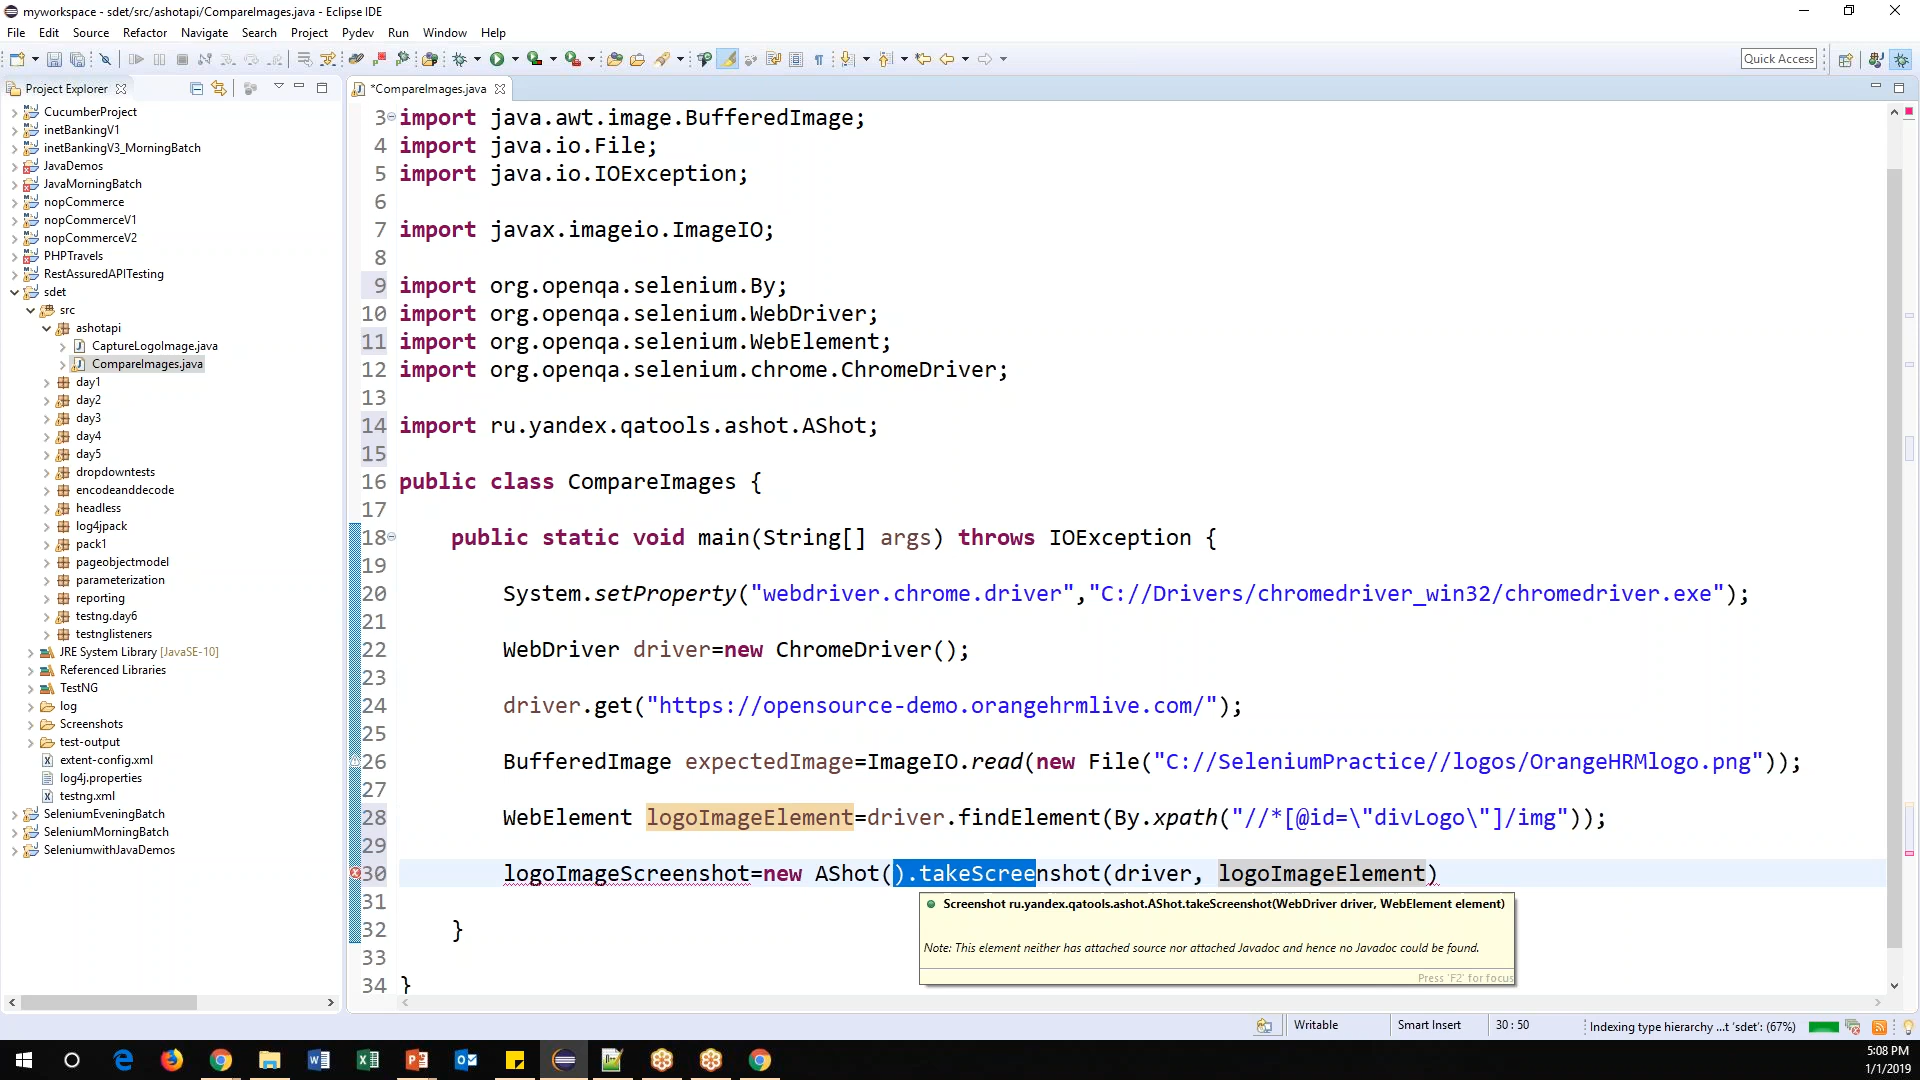 myworkspace - sdet/src/ashotapi/CompareImages.java - Eclipse IDE
File Edit Source Refactor Navigate Search Project Pydev Run Window Help
Quick Access
Project Explorer
*CompareImages.java
CucumberProject
inetBankingV1
inetBankingV3_MorningBatch
JavaDemos
JavaMorningBatch
nopCommerce
nopCommerceV1
nopCommerceV2
PHPTravels
RestAssuredAPITesting
sdet
src
ashotapi
CaptureLogoImage.java
CompareImages.java
day1
day2
day3
day4
day5
dropdowntests
encodeanddecode
headless
log4jpack
pack1
pageobjectmodel
parameterization
reporting
testng.day6
testnglisteners
JRE System Library [JavaSE-10]
Referenced Libraries
TestNG
log
Screenshots
test-output
extent-config.xml
log4j.properties
testng.xml
SeleniumEveningBatch
SeleniumMorningBatch
SeleniumwithJavaDemos
3 import java.awt.image.BufferedImage;
4 import java.io.File;
5 import java.io.IOException;
6
7 import javax.imageio.ImageIO;
8
9 import org.openqa.selenium.By;
10 import org.openqa.selenium.WebDriver;
11 import org.openqa.selenium.WebElement;
12 import org.openqa.selenium.chrome.ChromeDriver;
13
14 import ru.yandex.qatools.ashot.AShot;
15
16 public class CompareImages {
17
18 public static void main(String[] args) throws IOException {
19
20 System.setProperty("webdriver.chrome.driver","C://Drivers/chromedriver_win32/chromedriver.exe");
21
22 WebDriver driver=new ChromeDriver();
23
24 driver.get("https://opensource-demo.orangehrmlive.com/");
25
26 BufferedImage expectedImage=ImageIO.read(new File("C://SeleniumPractice//logos/OrangeHRMlogo.png"));
27
28 WebElement logoImageElement=driver.findElement(By.xpath("//*[@id=\"divLogo\"]/img"));
29
30 logoImageScreenshot=new AShot().takeScreenshot(driver, logoImageElement)
31
32 }
33
34 }
Screenshot ru.yandex.qatools.ashot.AShot.takeScreenshot(WebDriver driver, WebElement element)
Note: This element neither has attached source nor attached Javadoc and hence no Javadoc could be found.
Press 'F2' for focus
Writable Smart Insert 30 : 50 Indexing type hierarchy ...t 'sdet': (67%)
5:08 PM
1/1/2019